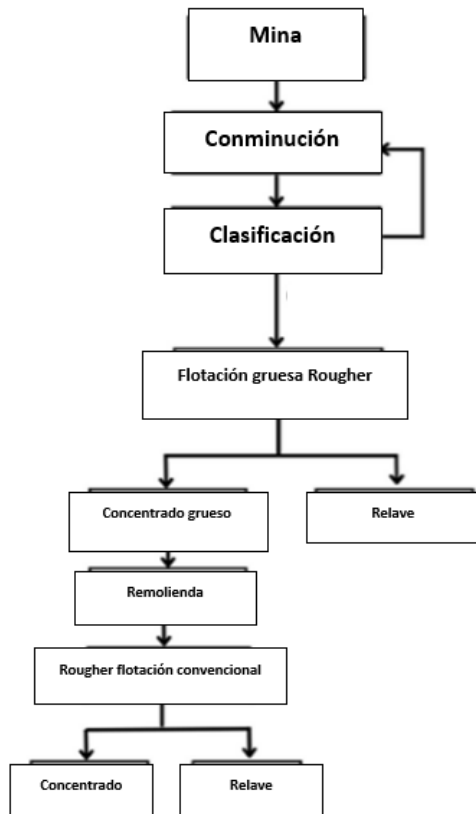 Mina
Conminución
Clasificación
Flotación gruesa Rougher
Concentrado grueso
Relave
Remolienda
Rougher flotación convencional
Concentrado
Relave